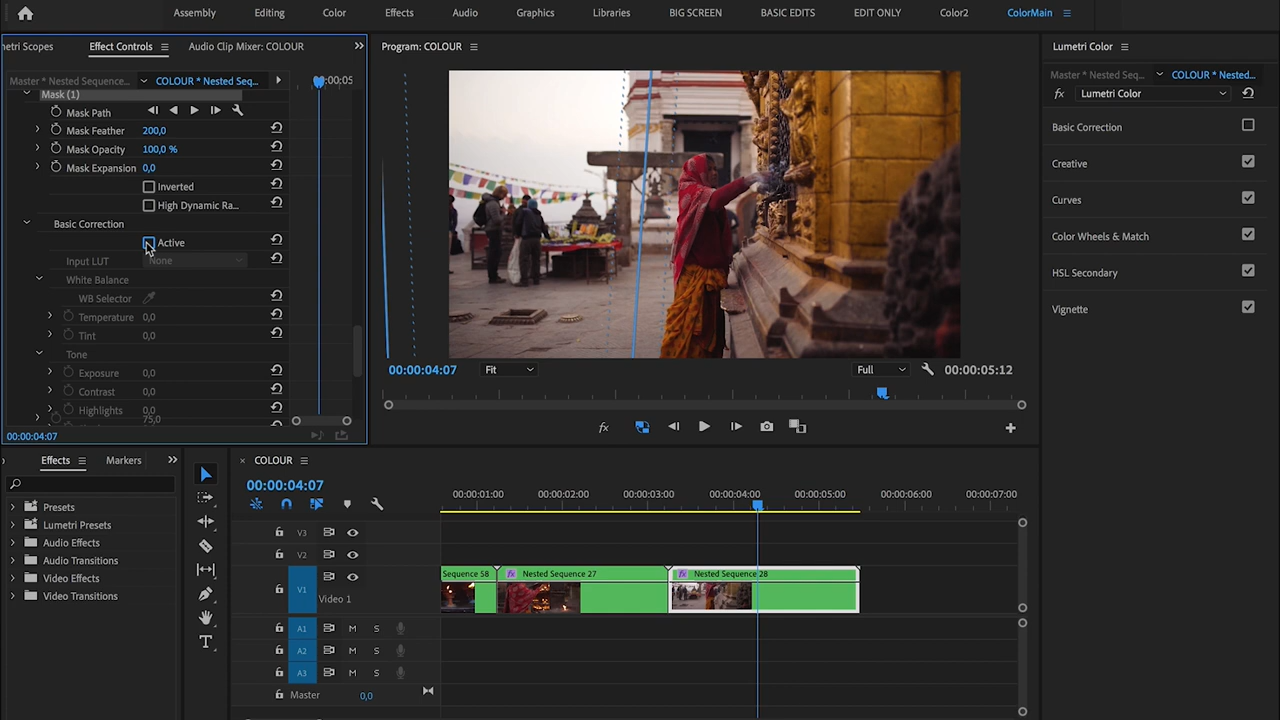 Assembly Editing Color Effects Audio Graphics Libraries BIG SCREEN BASIC EDITS EDIT ONLY Color2 ColorMain
netri Scopes Effect Controls Audio Clip Mixer: COLOUR
Master * Nested Sequence... COLOUR * Nested Seq... :00:05
Mask (1)
Mask Path
Mask Feather 200,0
Mask Opacity 100,0 %
Mask Expansion 0,0
Inverted
High Dynamic Ra...
Basic Correction
Active
Input LUT None
White Balance
WB Selector
Temperature 0,0
Tint 0,0
Tone
Exposure 0,0
Contrast 0,0
Highlights 0,0
75,0
00:00:04:07
Program: COLOUR
00:00:04:07 Fit Full 00:00:05:12
fx
Lumetri Color
Master * Nested Seq... COLOUR * Nested...
fx Lumetri Color
Basic Correction
Creative
Curves
Color Wheels & Match
HSL Secondary
Vignette
Effects Markers
Presets
Lumetri Presets
Audio Effects
Audio Transitions
Video Effects
Video Transitions
T
COLOUR
00:00:04:07
00:00:01:00 00:00:02:00 00:00:03:00 00:00:04:00 00:00:05:00 00:00:06:00 00:00:07:00
V3
V2
V1 Video 1
Sequence 58 fx Nested Sequence 27 fx Nested Sequence 28
A1 M S
A2 M S
A3 M S
Master 0,0